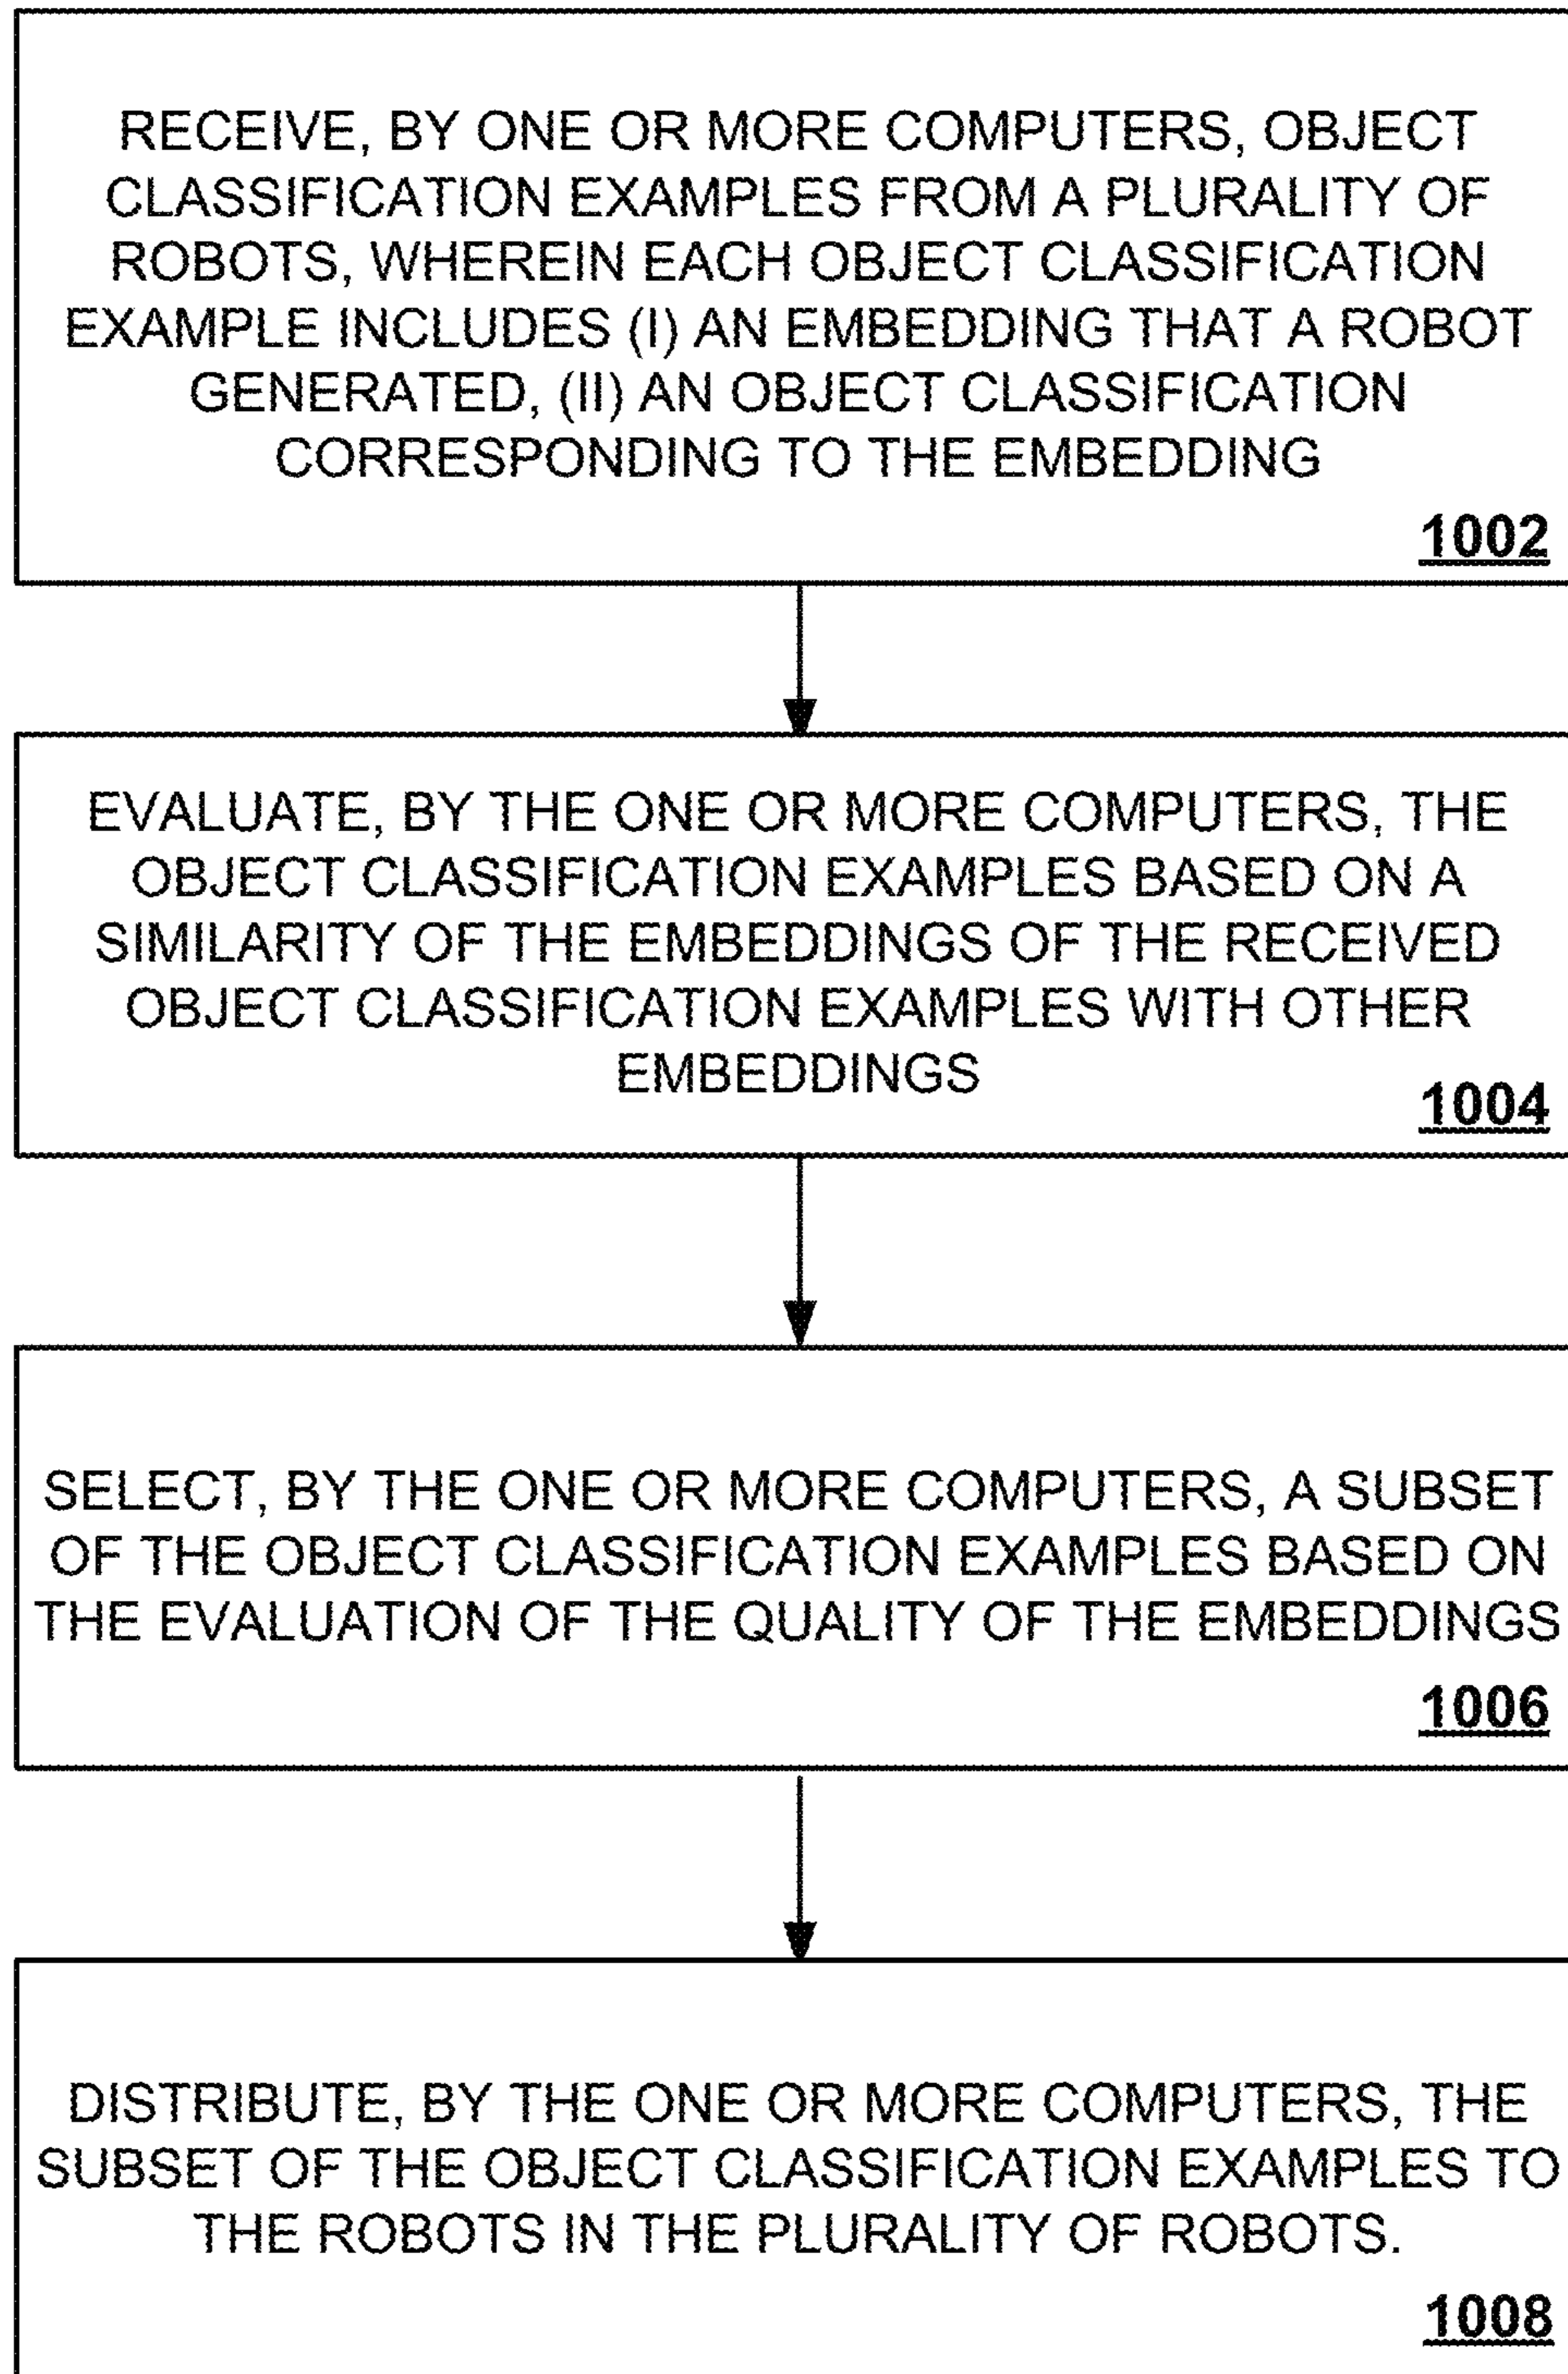 RECEIVE, BY ONE OR MORE COMPUTERS, OBJECT
CLASSIFICATION EXAMPLES FROM A PLURALITY OF
ROBOTS, WHEREIN EACH OBJECT CLASSIFICATION
EXAMPLE INCLUDES (I) AN EMBEDDING THAT A ROBOT
GENERATED, (II) AN OBJECT CLASSIFICATION
CORRESPONDING TO THE EMBEDDING
1002
EVALUATE, BY THE ONE OR MORE COMPUTERS, THE
OBJECT CLASSIFICATION EXAMPLES BASED ON A
SIMILARITY OF THE EMBEDDINGS OF THE RECEIVED
OBJECT CLASSIFICATION EXAMPLES WITH OTHER
EMBEDDINGS
1004
SELECT, BY THE ONE OR MORE COMPUTERS, A SUBSET
OF THE OBJECT CLASSIFICATION EXAMPLES BASED ON
THE EVALUATION OF THE QUALITY OF THE EMBEDDINGS
1006
DISTRIBUTE, BY THE ONE OR MORE COMPUTERS, THE
SUBSET OF THE OBJECT CLASSIFICATION EXAMPLES TO
THE ROBOTS IN THE PLURALITY OF ROBOTS.
1008